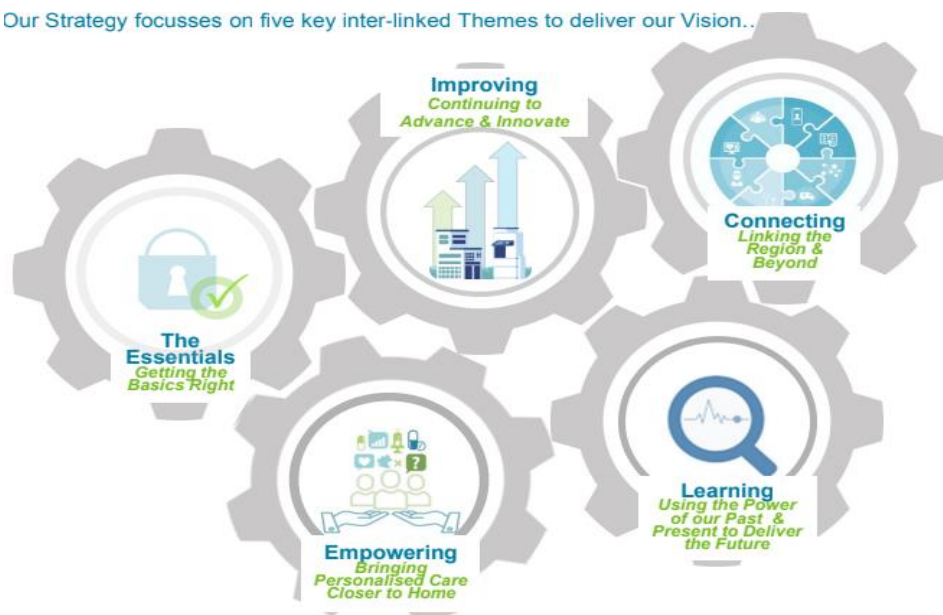 Our Strategy focusses on five key inter-linked Themes to deliver our Vision..
Improving
Continuing to
Advance & Innovate
Connecting
Linking the
Region &
Beyond
The
Essentials
Getting the
Basics Right
Learning
Using the Power
of our Past &
Present to Deliver
the Future
Empowering
Bringing
Personalised Care
Closer to Home
?